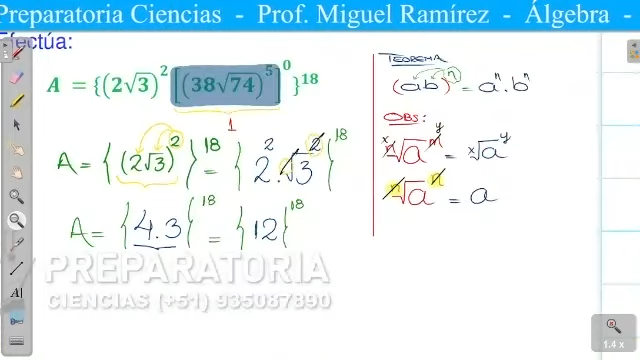 Preparatoria Ciencias - Prof. Miguel Ramírez - Álgebra -
Efectúa:
A = {(2√3)² [(38√74)⁵]⁰}¹⁸
1
A = {(2√3)²}¹⁸ = {2².√3²}¹⁸
A = {4.3}¹⁸ = {12}¹⁸
TEOREMA
(ab)ⁿ = aⁿ.bⁿ
OBS:
ˣⁿ√aⁿʸ = ˣ√aʸ
ⁿ√aⁿ = a
PREPARATORIA
CIENCIAS (+51) 935087890
A|
1.4 x